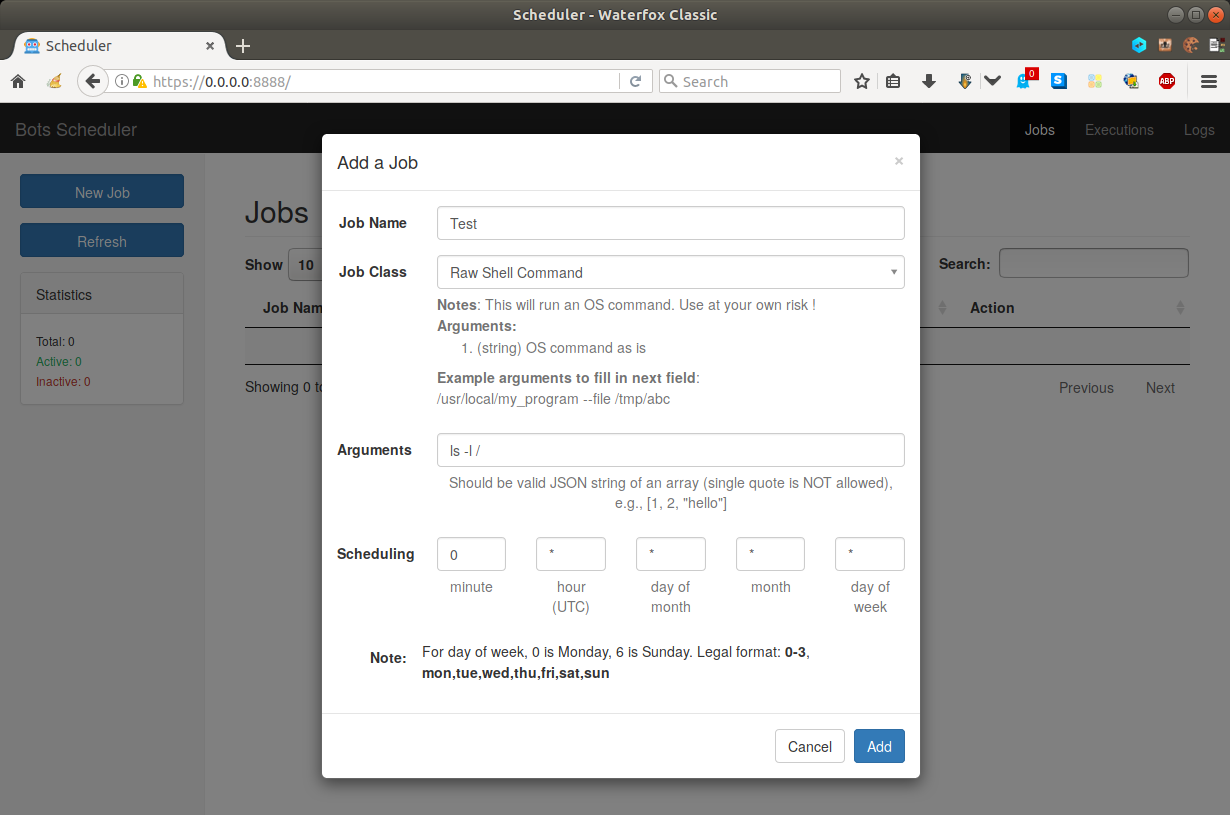 Scheduler - Waterfox Classic
Scheduler
https://0.0.0.0:8888/
Search
0
S
ABP
Bots Scheduler
Jobs
Executions
Logs
New Job
Refresh
Statistics
Total: 0
Active: 0
Inactive: 0
Jobs
Show 10
Search:
Job Nam
Action
Showing 0 to
Previous
Next
Add a Job
×
Job Name
Test
Job Class
Raw Shell Command
Notes: This will run an OS command. Use at your own risk !
Arguments:
1. (string) OS command as is
Example arguments to fill in next field:
/usr/local/my_program --file /tmp/abc
Arguments
ls -l /
Should be valid JSON string of an array (single quote is NOT allowed),
e.g., [1, 2, "hello"]
Scheduling
0 * * * *
minute hour day of month day of
(UTC) month week
Note:
For day of week, 0 is Monday, 6 is Sunday. Legal format: 0-3,
mon,tue,wed,thu,fri,sat,sun
Cancel
Add